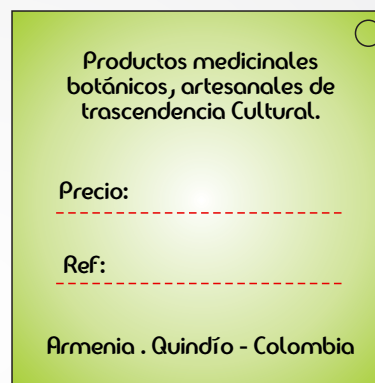 Productos medicinales
botánicos, artesanales de
trascendencia Cultural.
Precio:
Ref:
Armenia . Quindío - Colombia